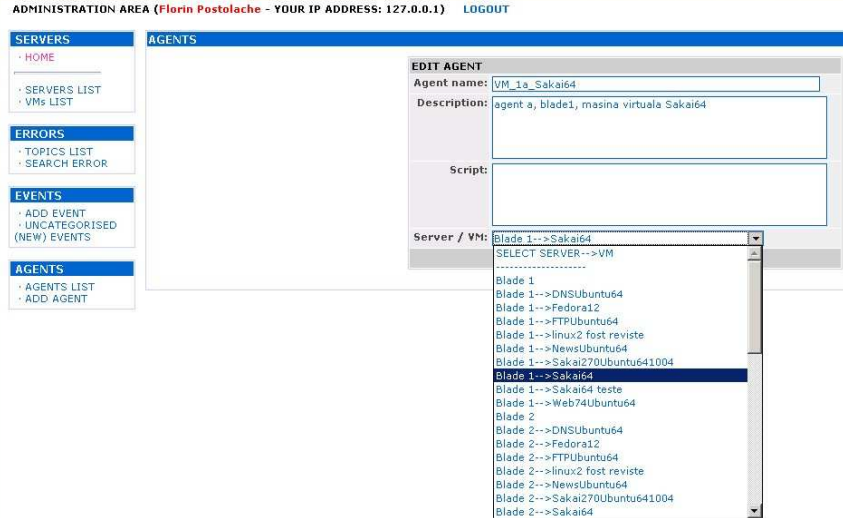 ADMINISTRATION AREA (Florin Postolache - YOUR IP ADDRESS: 127.0.0.1) LOGOUT
SERVERS
· HOME
· SERVERS LIST
· VMs LIST
ERRORS
· TOPICS LIST
· SEARCH ERROR
EVENTS
· ADD EVENT
· UNCATEGORISED
(NEW) EVENTS
AGENTS
· AGENTS LIST
· ADD AGENT
AGENTS
EDIT AGENT
Agent name: VM_1a_Sakai64
Description: agent a, blade1, masina virtuala Sakai64
Script:
Server / VM: Blade 1-->Sakai64
SELECT SERVER-->VM
--------------------
Blade 1
Blade 1-->DNSUbuntu64
Blade 1-->Fedora12
Blade 1-->FTPUbuntu64
Blade 1-->linux2 fost reviste
Blade 1-->NewsUbuntu64
Blade 1-->Sakai270Ubuntu641004
Blade 1-->Sakai64
Blade 1-->Sakai64 teste
Blade 1-->Web74Ubuntu64
Blade 2
Blade 2-->DNSUbuntu64
Blade 2-->Fedora12
Blade 2-->FTPUbuntu64
Blade 2-->linux2 fost reviste
Blade 2-->NewsUbuntu64
Blade 2-->Sakai270Ubuntu641004
Blade 2-->Sakai64